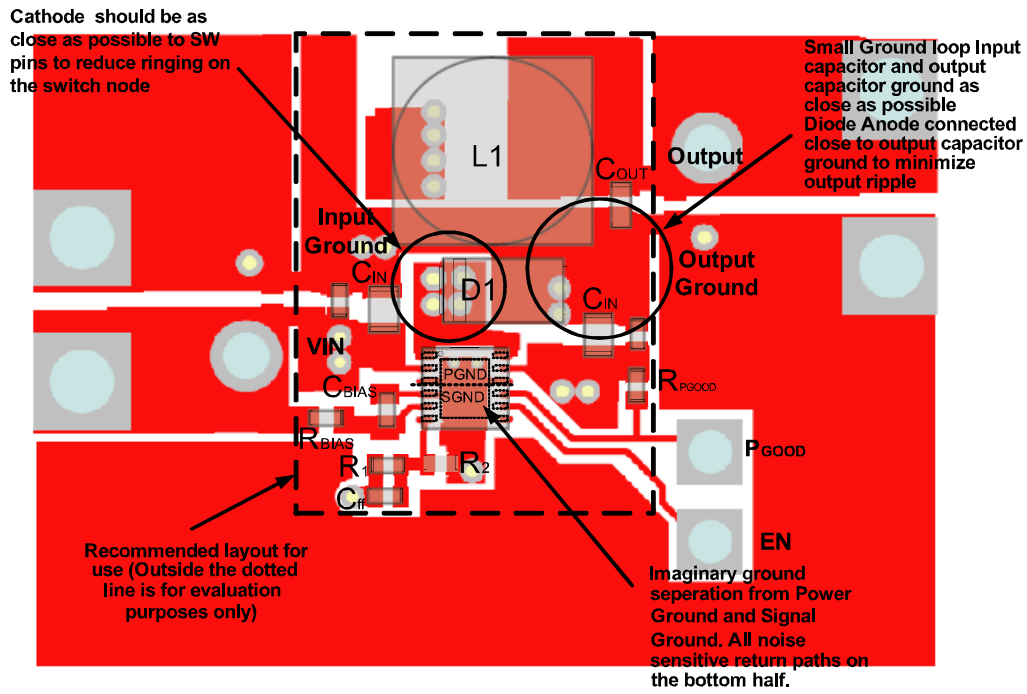 Cathode  should be as
close as possible to SW
pins to reduce ringing on
the switch node
Small Ground loop Input
capacitor and output
capacitor ground as
close as possible
Diode Anode connected
close to output capacitor
ground to minimize
output ripple
L1
COUT
Output
Input
Ground
CIN
D1
Output
Ground
CIN
VIN
PGND
SGND
CBIAS
RPGOOD
RBIAS
R1
R2
Cff
PGOOD
EN
Recommended layout for
use (Outside the dotted
line is for evaluation
purposes only)
Imaginary ground
seperation from Power
Ground and Signal
Ground. All noise
sensitive return paths on
the bottom half.